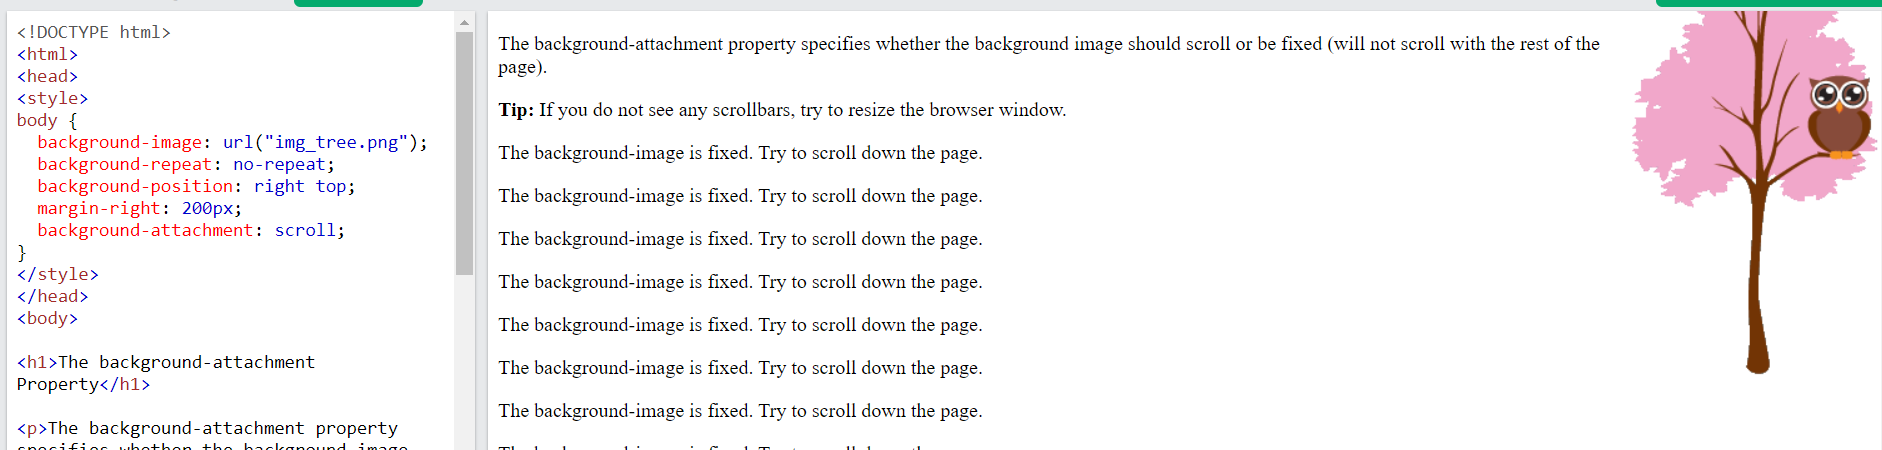 <!DOCTYPE html>
<html>
<head>
<style>
body {
  background-image: url("img_tree.png");
  background-repeat: no-repeat;
  background-position: right top;
  margin-right: 200px;
  background-attachment: scroll;
}
</style>
</head>
<body>
<h1>The background-attachment
Property</h1>
<p>The background-attachment property
specifies whether the background image
The background-attachment property specifies whether the background image should scroll or be fixed (will not scroll with the rest of the
page).
Tip: If you do not see any scrollbars, try to resize the browser window.
The background-image is fixed. Try to scroll down the page.
The background-image is fixed. Try to scroll down the page.
The background-image is fixed. Try to scroll down the page.
The background-image is fixed. Try to scroll down the page.
The background-image is fixed. Try to scroll down the page.
The background-image is fixed. Try to scroll down the page.
The background-image is fixed. Try to scroll down the page.